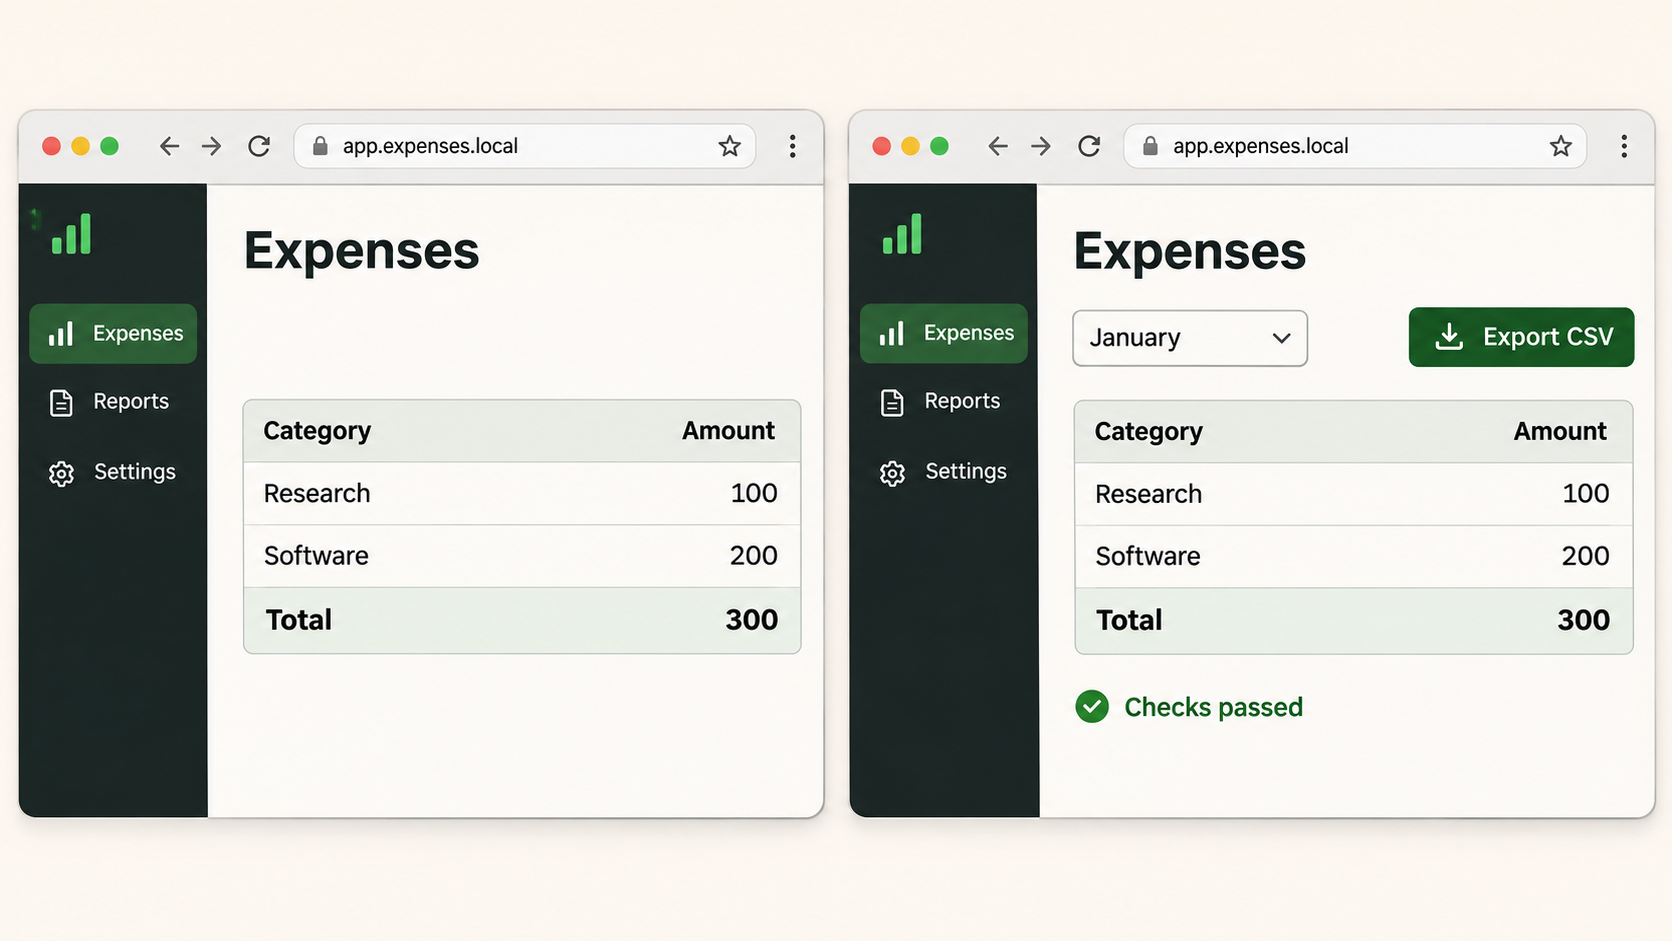 app.expenses.local
Expenses
Expenses
Reports
Settings
Category Amount
Research 100
Software 200
Total 300
app.expenses.local
Expenses
Expenses
Reports
Settings
January
Export CSV
Category Amount
Research 100
Software 200
Total 300
Checks passed